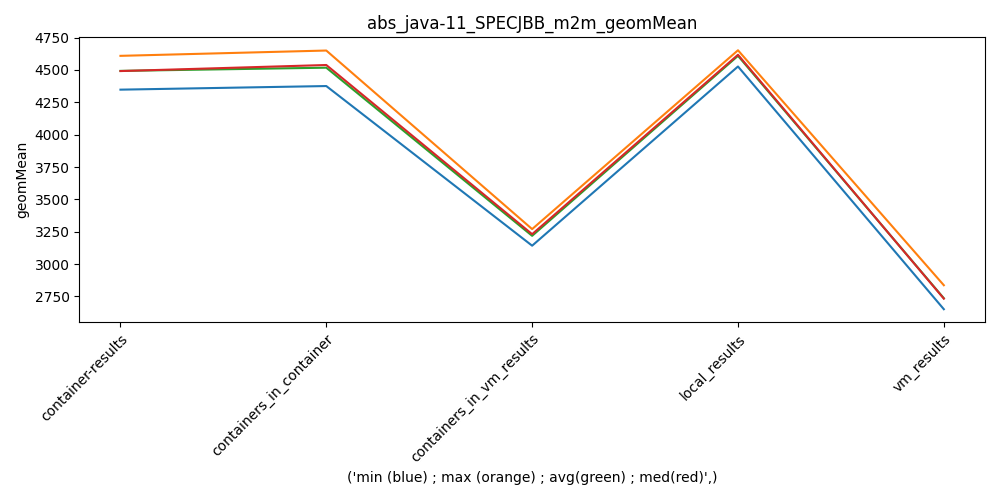 abs_java-11_SPECJBB_m2m_geomMean
geomMean
4750
4500
4250
4000
3750
3500
3250
3000
2750
container-results
containers_in_container
containers_in_vm_results
local_results
vm_results
('min (blue) ; max (orange) ; avg(green) ; med(red)',)